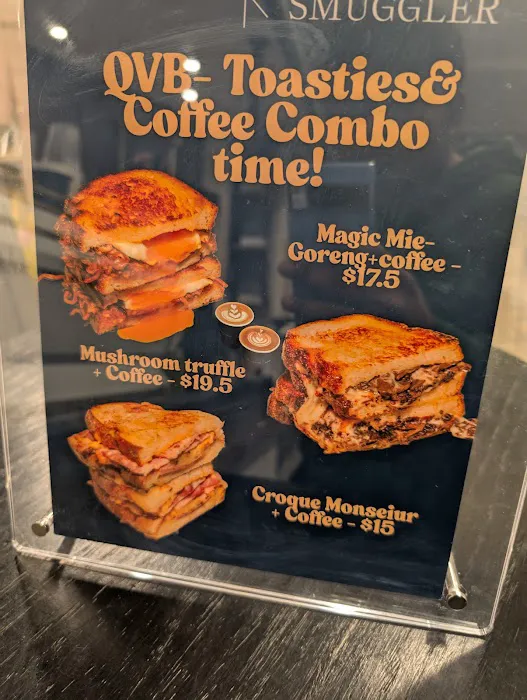 SMUGGLER
QVB- Toasties&
Coffee Combo
time!
Magic Mie-
Goreng+coffee -
$17.5
Mushroom truffle
+ Coffee - $19.5
Croque Monseiur
+ Coffee - $15